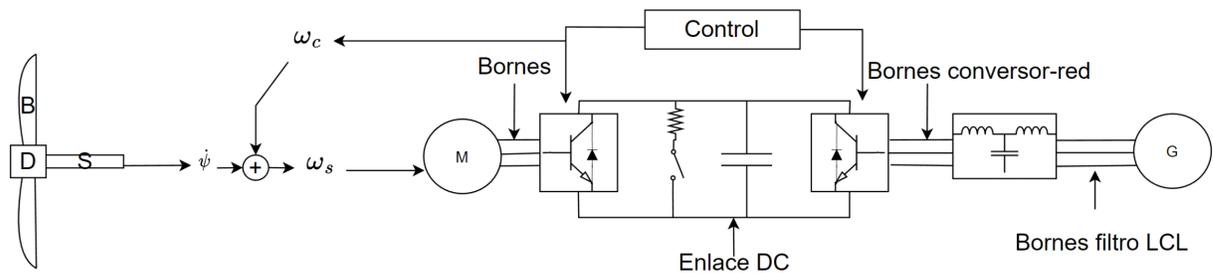 Control
ω_c
Bornes
Bornes conversor-red
B
D
S
ψ̇
+
ω_s
M
G
Bornes filtro LCL
Enlace DC